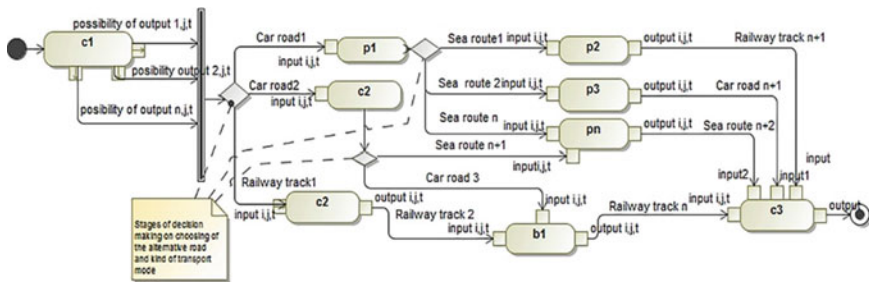 possibility of output 1,j,t
c1
posibility output 2,j,t
posibility of output n,j,t
Car road1
input i,j,t
p1
Car road2
input i,j,t
c2
Sea route1
input i,j,t
p2
output i,j,t
Railway track n+1
Sea route 2
input i,j,t
p3
output i,j,t
Car road n+1
Sea route n
input i,j,t
pn
output i,j,t
Sea route n+2
Sea route n+1
input i,j,t
input
input2
input1
Railway track1
input i,j,t
c2
output i,j,t
Railway track 2
Car road 3
input i,j,t
input i,j,t
b1
output i,j,t
Railway track n
input i,j,t
c3
output
Stages of decision
making on choosing of
the alternative road
and kind of transport
mode